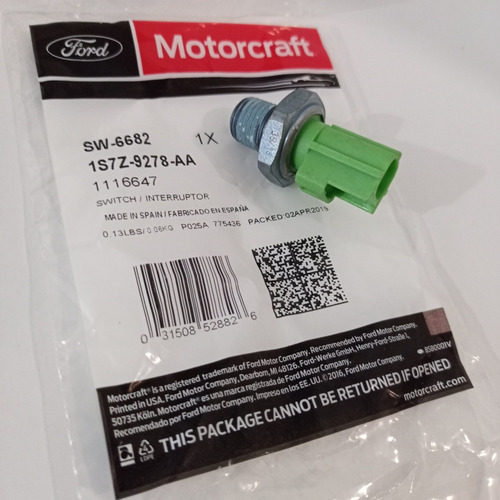 Ford Motorcraft
SW-6682 1X
1S7Z-9278-AA
1116647
SWITCH / INTERRUPTOR
MADE IN SPAIN / FABRICADO EN ESPAÑA
0.13LBS/ 0.06KG P025A 775436 PACKED:02APR2019
0 31508 52882 6
Motorcraft® is a registered trademark of Ford Motor Company. Recommended by Ford Motor Company.
Printed in USA. Ford Motor Company, Dearborn, MI 48126. Ford-Werke GmbH, Henry-Ford-Straße 1,
50735 Köln. Motorcraft® es una marca registrada de Ford Motor Company.
Recomendado por Ford Motor Company. Impreso en los EE. UU. ©2016, Ford Motor Company.
motorcraft.com
THIS PACKAGE CANNOT BE RETURNED IF OPENED